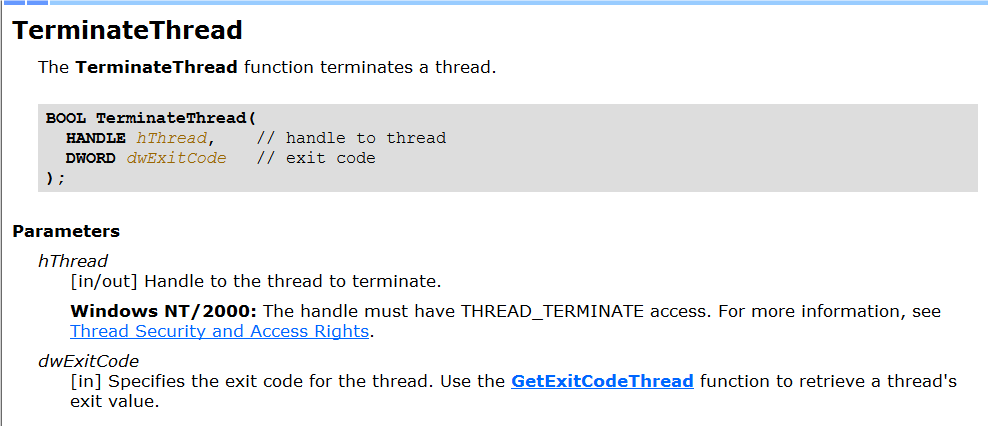 TerminateThread
The TerminateThread function terminates a thread.
BOOL TerminateThread(
  HANDLE hThread,    // handle to thread
  DWORD dwExitCode   // exit code
);
Parameters
hThread
[in/out] Handle to the thread to terminate.
Windows NT/2000: The handle must have THREAD_TERMINATE access. For more information, see
Thread Security and Access Rights.
dwExitCode
[in] Specifies the exit code for the thread. Use the GetExitCodeThread function to retrieve a thread's
exit value.